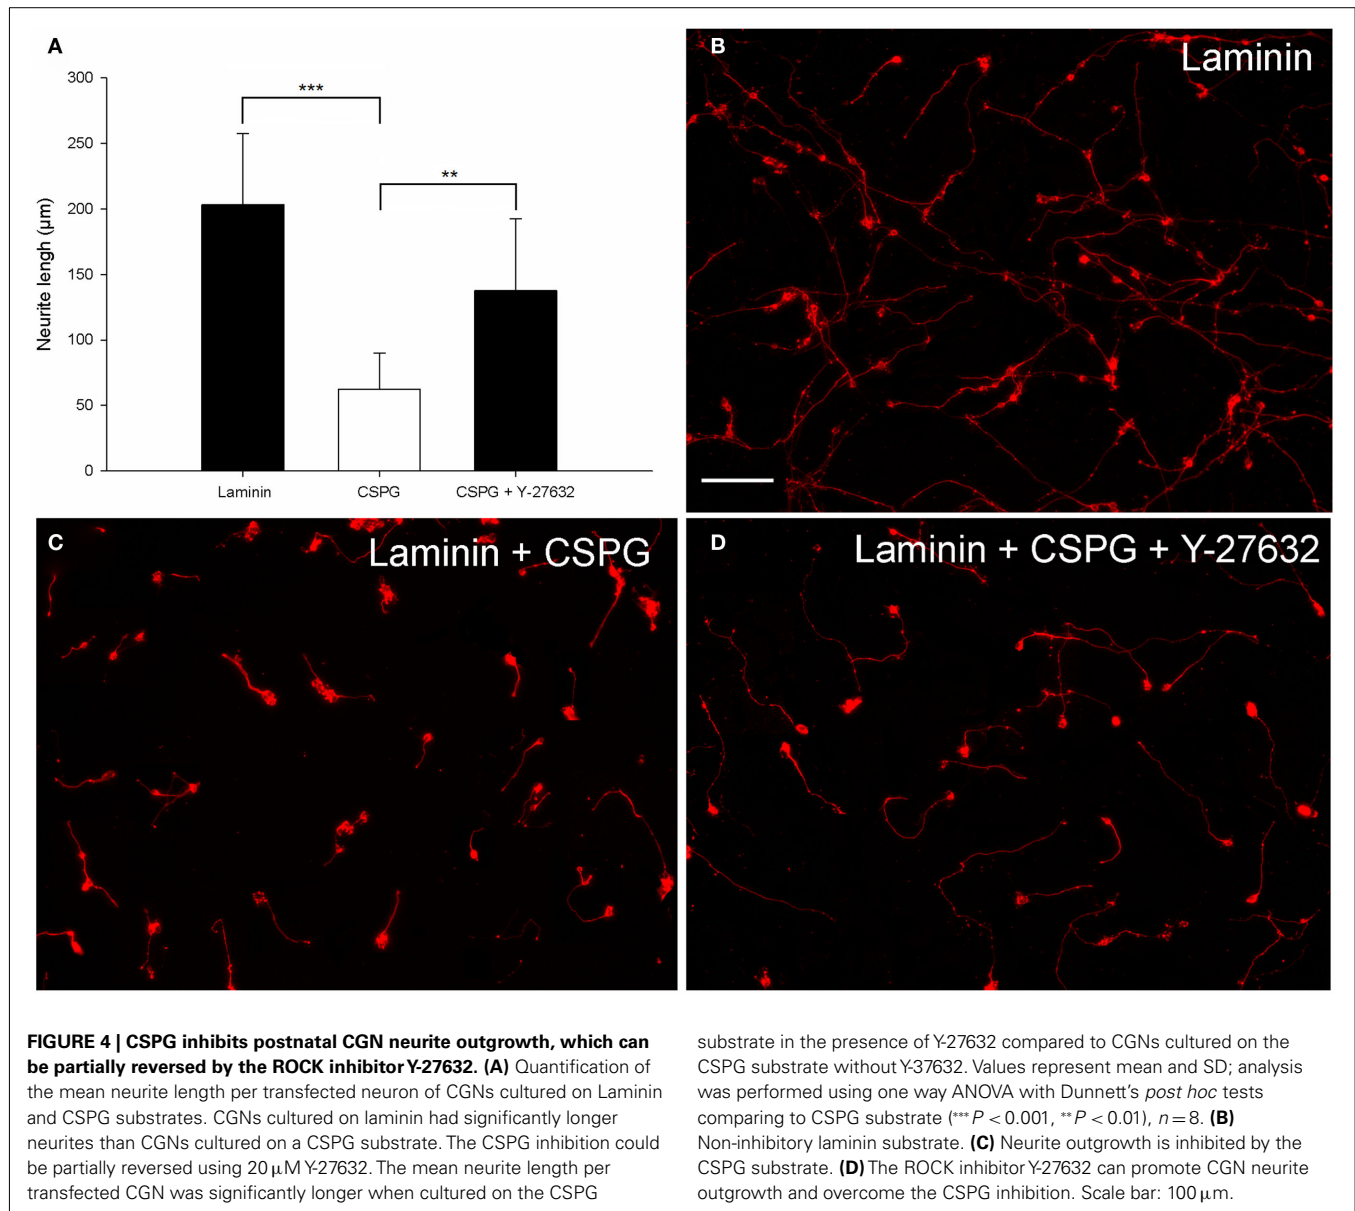 A
300
250
200
150
100
50
0
Neurite lengh (µm)
***
**
Laminin
CSPG
CSPG + Y-27632
B
Laminin
C
Laminin + CSPG
D
Laminin + CSPG + Y-27632
FIGURE 4 | CSPG inhibits postnatal CGN neurite outgrowth, which can
be partially reversed by the ROCK inhibitor Y-27632. (A) Quantification of
the mean neurite length per transfected neuron of CGNs cultured on Laminin
and CSPG substrates. CGNs cultured on laminin had significantly longer
neurites than CGNs cultured on a CSPG substrate. The CSPG inhibition could
be partially reversed using 20 µM Y-27632. The mean neurite length per
transfected CGN was significantly longer when cultured on the CSPG
substrate in the presence of Y-27632 compared to CGNs cultured on the
CSPG substrate without Y-37632. Values represent mean and SD; analysis
was performed using one way ANOVA with Dunnett's post hoc tests
comparing to CSPG substrate (***P < 0.001, **P < 0.01), n = 8. (B)
Non-inhibitory laminin substrate. (C) Neurite outgrowth is inhibited by the
CSPG substrate. (D) The ROCK inhibitor Y-27632 can promote CGN neurite
outgrowth and overcome the CSPG inhibition. Scale bar: 100 µm.